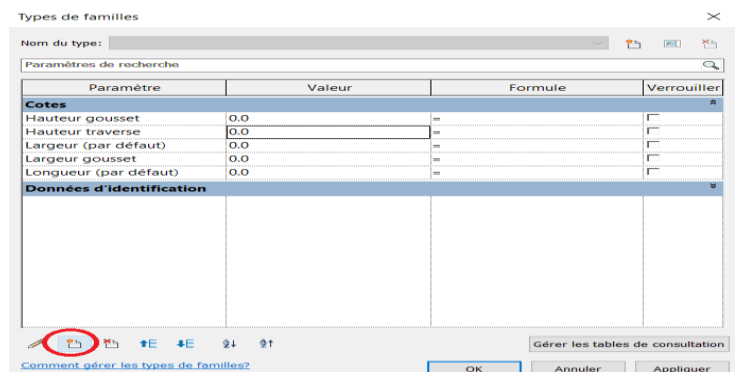 Types de familles
Nom du type:
Paramètres de recherche
Paramètre Valeur Formule Verrouiller
Cotes
Hauteur gousset 0.0 =
Hauteur traverse 0.0 =
Largeur (par défaut) 0.0 =
Largeur gousset 0.0 =
Longueur (par défaut) 0.0 =
Données d'identification
Gérer les tables de consultation
Comment gérer les types de familles?
OK Annuler Appliquer